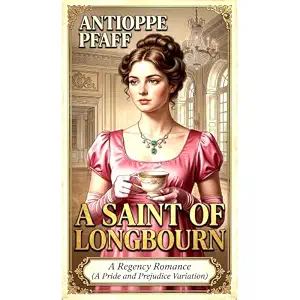 ANTIOPPE
PFAFF
A SAINT OF
LONGBOURN
A Regency Romance
(A Pride and Prejudice Variation)